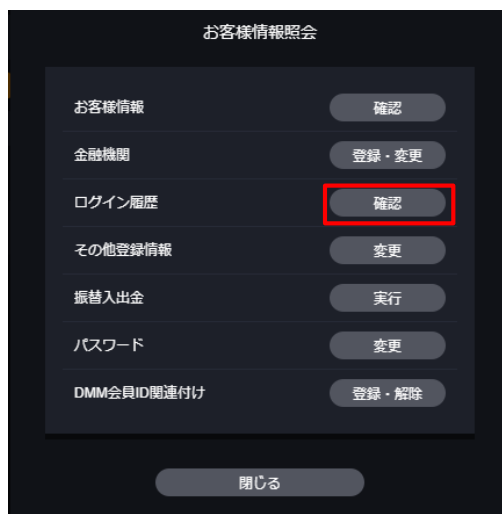 お客様情報照会
お客様情報 確認
金融機関 登録・変更
ログイン履歴 確認
その他登録情報 変更
振替入出金 実行
パスワード 変更
DMM会員ID関連付け 登録・解除
閉じる